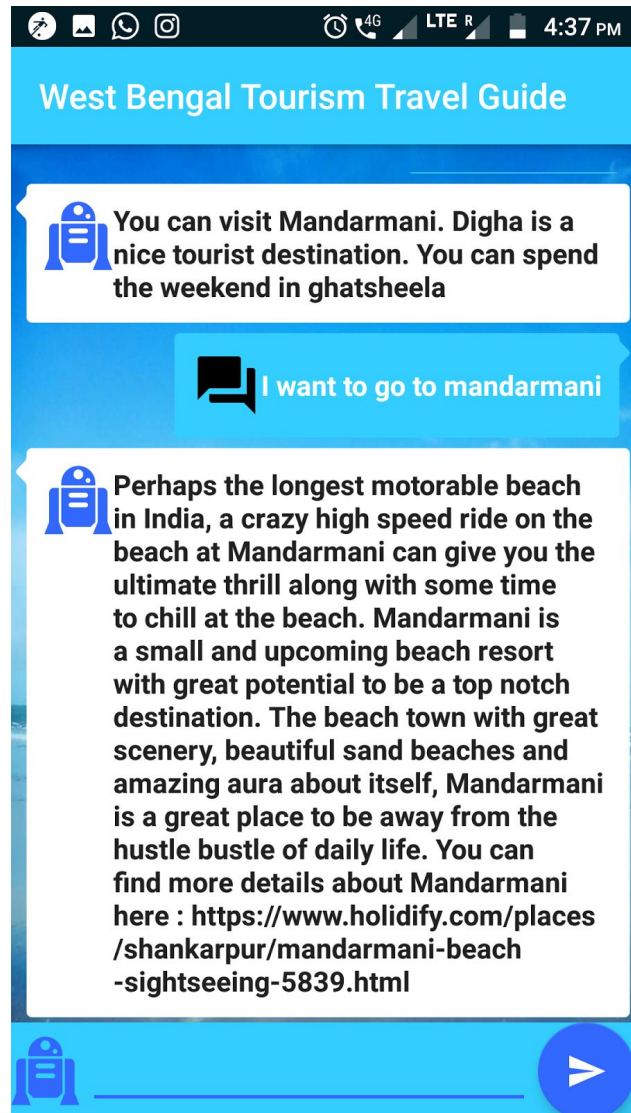 4G LTE R 4:37 PM
West Bengal Tourism Travel Guide
You can visit Mandarmani. Digha is a
nice tourist destination. You can spend
the weekend in ghatsheela
I want to go to mandarmani
Perhaps the longest motorable beach
in India, a crazy high speed ride on the
beach at Mandarmani can give you the
ultimate thrill along with some time
to chill at the beach. Mandarmani is
a small and upcoming beach resort
with great potential to be a top notch
destination. The beach town with great
scenery, beautiful sand beaches and
amazing aura about itself, Mandarmani
is a great place to be away from the
hustle bustle of daily life. You can
find more details about Mandarmani
here : https://www.holidify.com/places
/shankarpur/mandarmani-beach
-sightseeing-5839.html